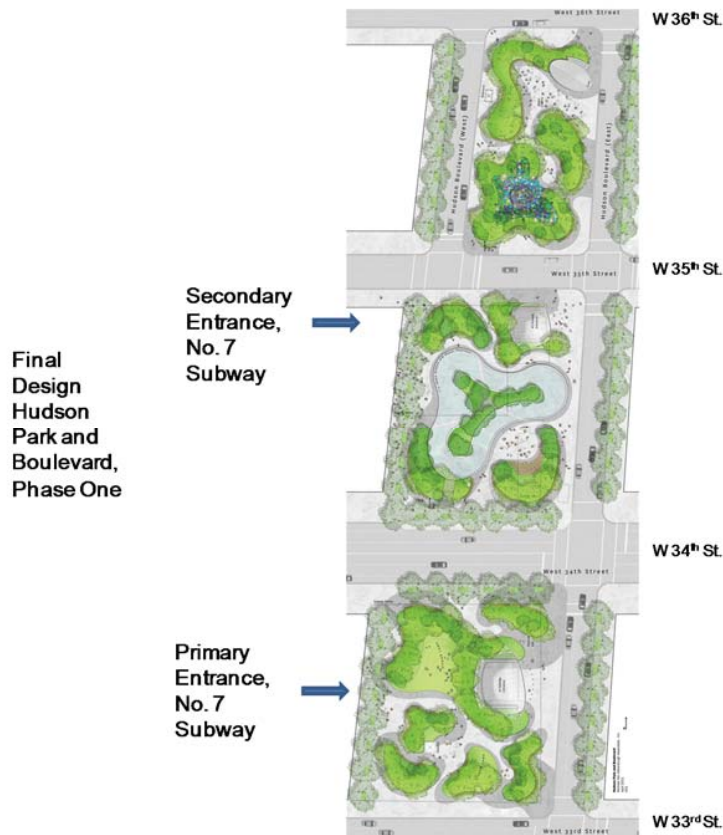 West 36th Street
W 36th St.
Hudson Boulevard (West)
Hudson Boulevard (East)
W 35th St.
West 35th Street
Secondary
Entrance,
No. 7
Subway
Final
Design
Hudson
Park and
Boulevard,
Phase One
W 34th St.
West 34th Street
Primary
Entrance,
No. 7
Subway
West 33rd Street
W 33rd St.